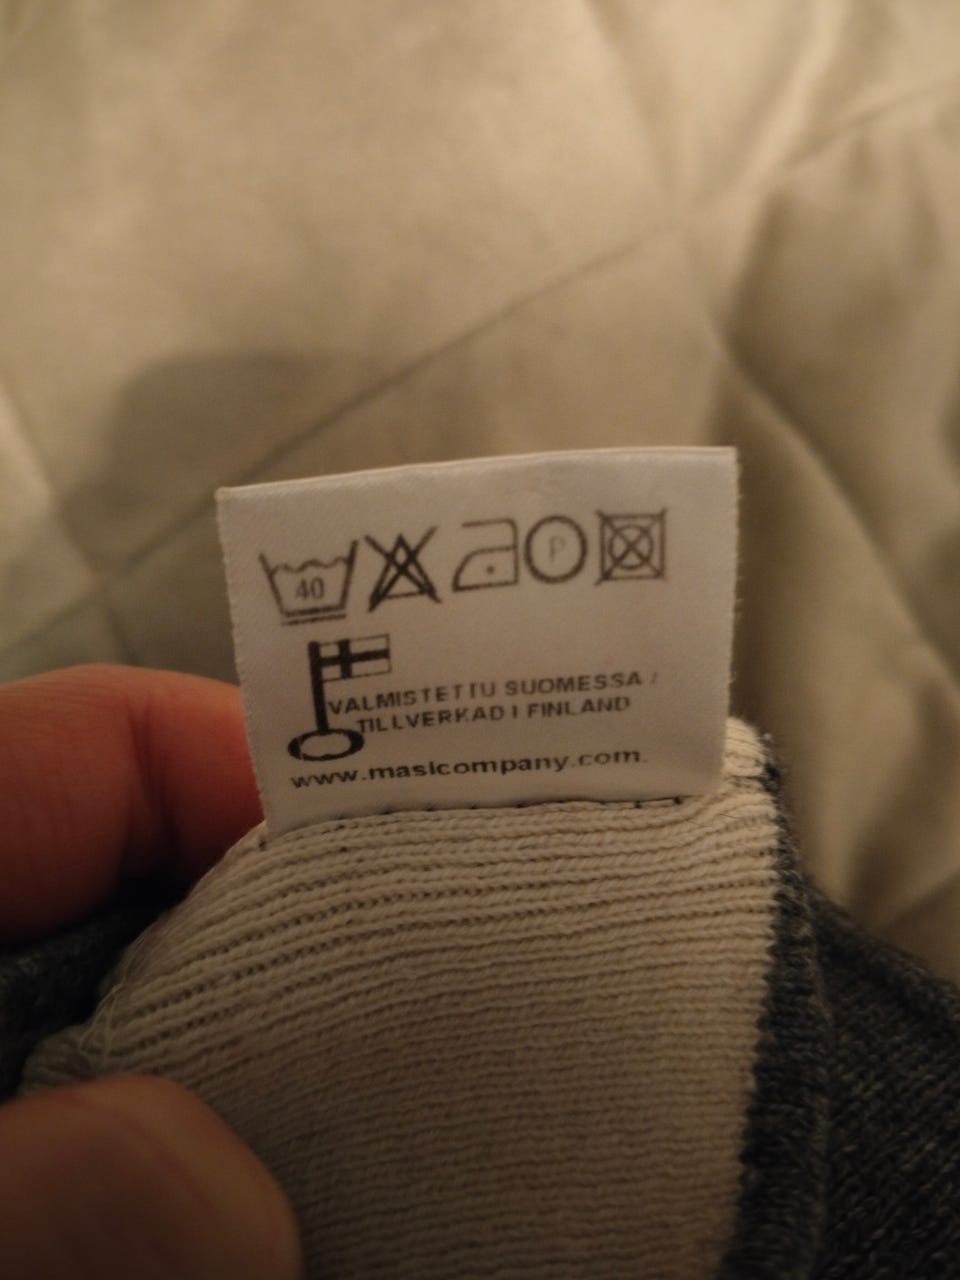 40
P
VALMISTETTU SUOMESSA /
TILLVERKAD I FINLAND
www.masicompany.com.